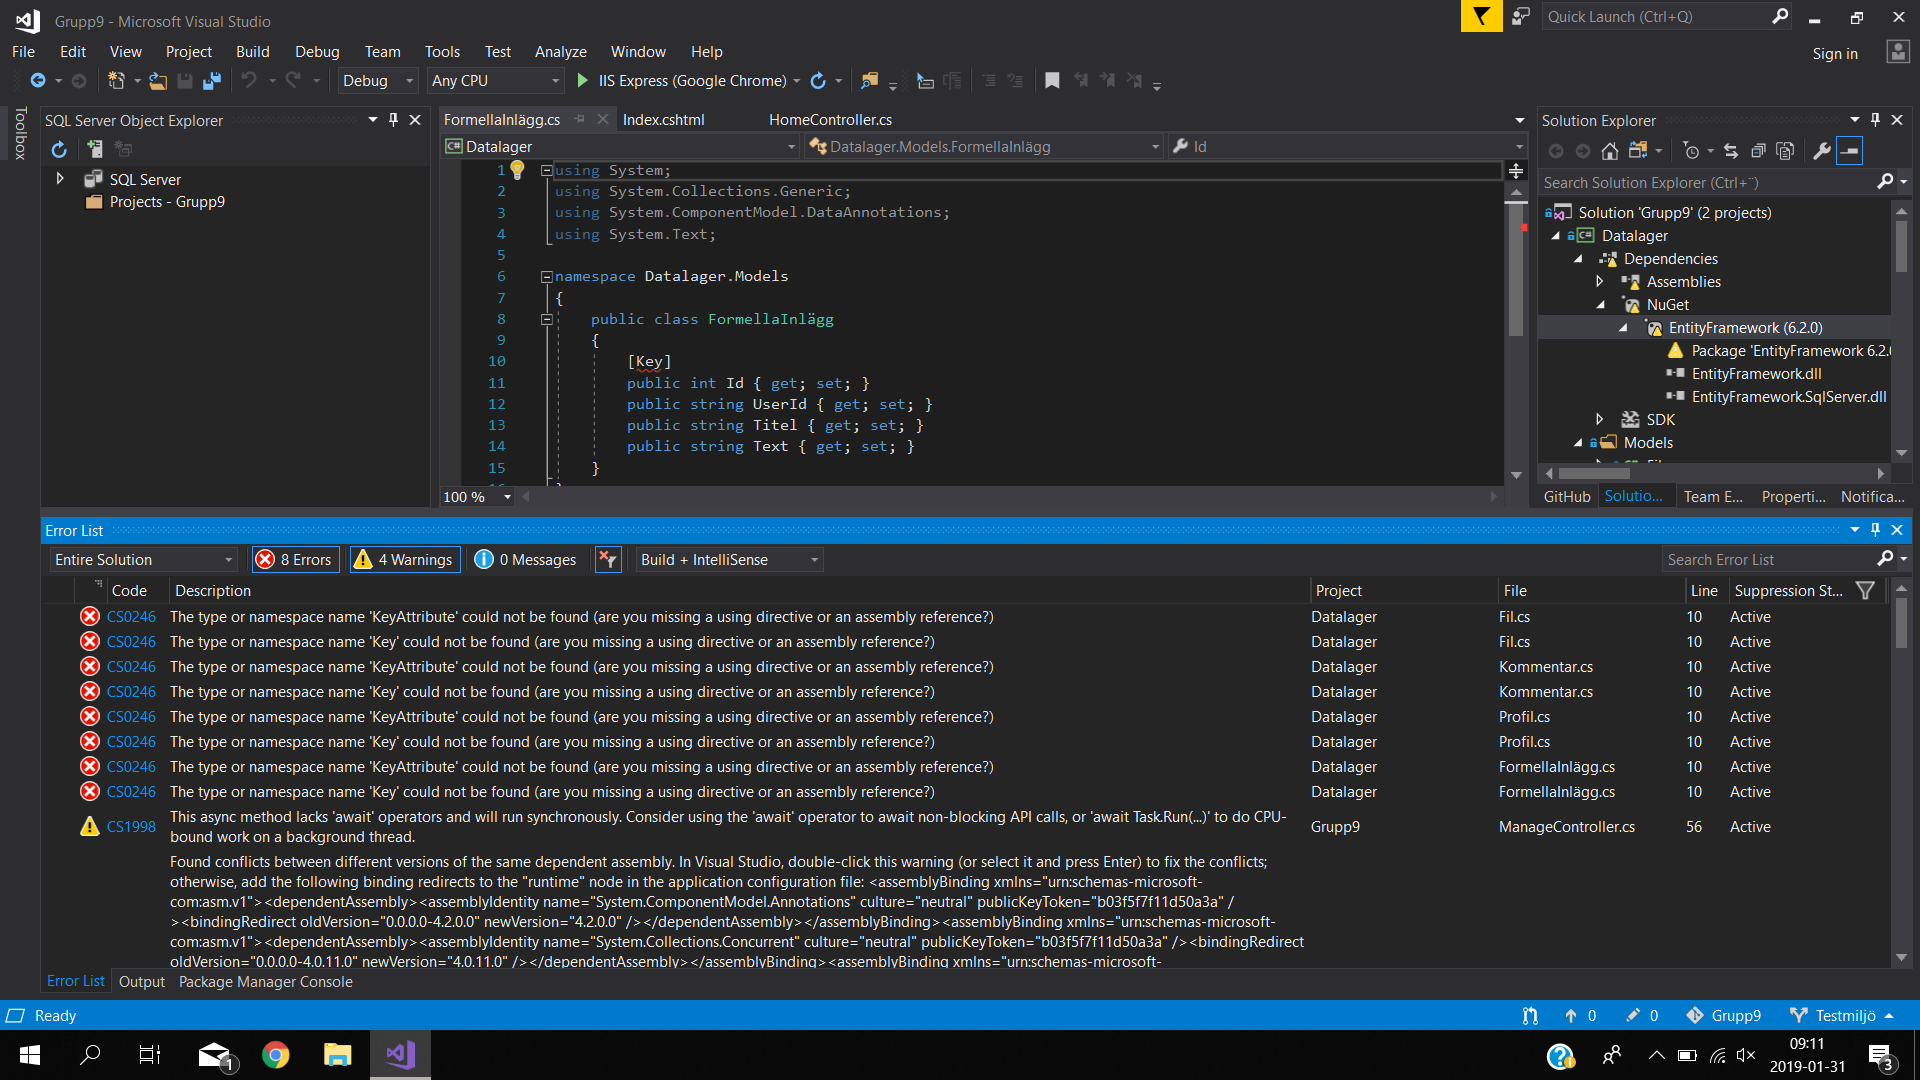 Grupp9 - Microsoft Visual Studio
Quick Launch (Ctrl+Q)
File Edit View Project Build Debug Team Tools Test Analyze Window Help
Sign in
Debug Any CPU IIS Express (Google Chrome)
Toolbox
SQL Server Object Explorer
SQL Server
Projects - Grupp9
FormellaInlägg.cs Index.cshtml HomeController.cs
Datalager Datalager.Models.FormellaInlägg Id
1 using System;
2 using System.Collections.Generic;
3 using System.ComponentModel.DataAnnotations;
4 using System.Text;
5
6 namespace Datalager.Models
7 {
8 public class FormellaInlägg
9 {
10 [Key]
11 public int Id { get; set; }
12 public string UserId { get; set; }
13 public string Titel { get; set; }
14 public string Text { get; set; }
15 }
100 %
Solution Explorer
Search Solution Explorer (Ctrl+¨)
Solution 'Grupp9' (2 projects)
Datalager
Dependencies
Assemblies
NuGet
EntityFramework (6.2.0)
Package 'EntityFramework 6.2.
EntityFramework.dll
EntityFramework.SqlServer.dll
SDK
Models
GitHub Solutio... Team E... Properti... Notifica...
Error List
Entire Solution 8 Errors 4 Warnings 0 Messages Build + IntelliSense Search Error List
Code Description Project File Line Suppression St...
CS0246 The type or namespace name 'KeyAttribute' could not be found (are you missing a using directive or an assembly reference?) Datalager Fil.cs 10 Active
CS0246 The type or namespace name 'Key' could not be found (are you missing a using directive or an assembly reference?) Datalager Fil.cs 10 Active
CS0246 The type or namespace name 'KeyAttribute' could not be found (are you missing a using directive or an assembly reference?) Datalager Kommentar.cs 10 Active
CS0246 The type or namespace name 'Key' could not be found (are you missing a using directive or an assembly reference?) Datalager Kommentar.cs 10 Active
CS0246 The type or namespace name 'KeyAttribute' could not be found (are you missing a using directive or an assembly reference?) Datalager Profil.cs 10 Active
CS0246 The type or namespace name 'Key' could not be found (are you missing a using directive or an assembly reference?) Datalager Profil.cs 10 Active
CS0246 The type or namespace name 'KeyAttribute' could not be found (are you missing a using directive or an assembly reference?) Datalager FormellaInlägg.cs 10 Active
CS0246 The type or namespace name 'Key' could not be found (are you missing a using directive or an assembly reference?) Datalager FormellaInlägg.cs 10 Active
CS1998 This async method lacks 'await' operators and will run synchronously. Consider using the 'await' operator to await non-blocking API calls, or 'await Task.Run(...)' to do CPU-
bound work on a background thread. Grupp9 ManageController.cs 56 Active
Found conflicts between different versions of the same dependent assembly. In Visual Studio, double-click this warning (or select it and press Enter) to fix the conflicts;
otherwise, add the following binding redirects to the "runtime" node in the application configuration file: <assemblyBinding xmlns="urn:schemas-microsoft-
com:asm.v1"><dependentAssembly><assemblyIdentity name="System.ComponentModel.Annotations" culture="neutral" publicKeyToken="b03f5f7f11d50a3a" /
><bindingRedirect oldVersion="0.0.0.0-4.2.0.0" newVersion="4.2.0.0" /></dependentAssembly></assemblyBinding><assemblyBinding xmlns="urn:schemas-microsoft-
com:asm.v1"><dependentAssembly><assemblyIdentity name="System.Collections.Concurrent" culture="neutral" publicKeyToken="b03f5f7f11d50a3a" /><bindingRedirect
oldVersion="0.0.0.0-4.0.11.0" newVersion="4.0.11.0" /></dependentAssembly></assemblyBinding><assemblyBinding xmlns="urn:schemas-microsoft-
Error List Output Package Manager Console
Ready 0 0 Grupp9 Testmiljö
1
09:11
2019-01-31
3